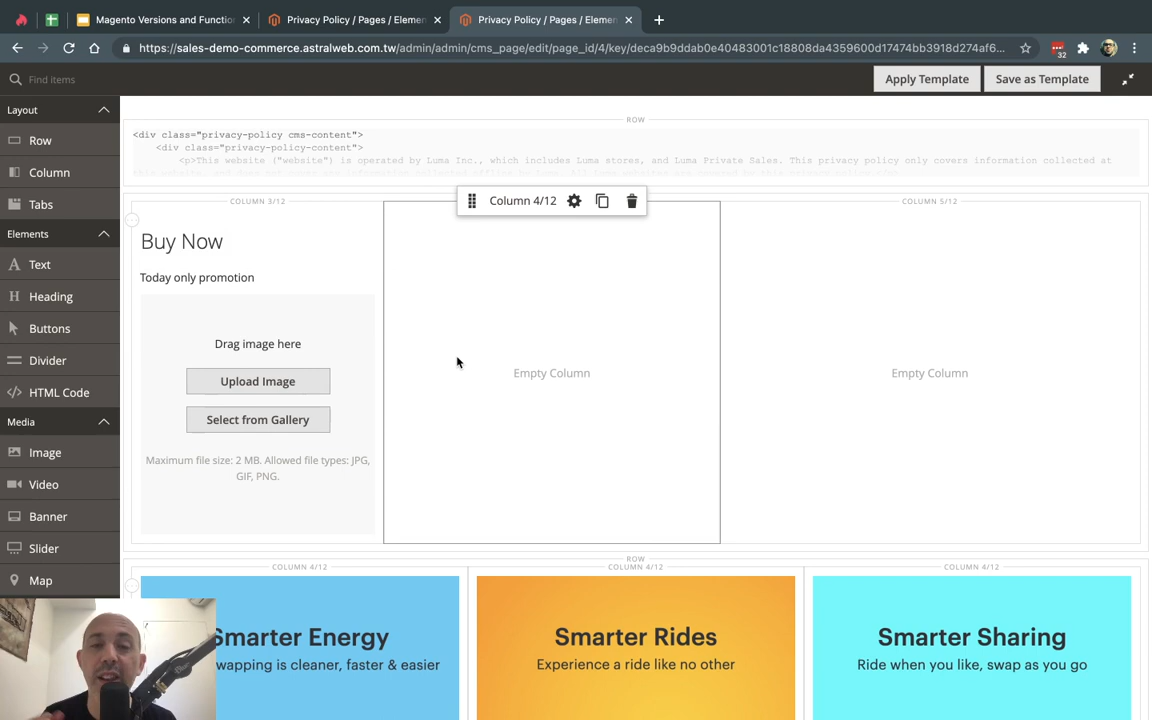 Magento Versions and Function
Privacy Policy / Pages / Elemen
Privacy Policy / Pages / Elemen
https://sales-demo-commerce.astralweb.com.tw/admin/admin/cms_page/edit/page_id/4/key/deca9b9ddab0e40483001c18808da4359600d17474bb3918d274af6...
32
Find items
Apply Template
Save as Template
Layout
Row
Column
Tabs
Elements
Text
Heading
Buttons
Divider
HTML Code
Media
Image
Video
Banner
Slider
Map
ROW
<div class="privacy-policy cms-content">
<div class="privacy-policy-content">
<p>This website ("website") is operated by Luma Inc., which includes Luma stores, and Luma Private Sales. This privacy policy only covers information collected at
COLUMN 3/12
Column 4/12
COLUMN 5/12
Buy Now
Today only promotion
Drag image here
Upload Image
Select from Gallery
Maximum file size: 2 MB. Allowed file types: JPG,
GIF, PNG.
Empty Column
Empty Column
ROW
COLUMN 4/12
COLUMN 4/12
COLUMN 4/12
Smarter Energy
wapping is cleaner, faster & easier
Smarter Rides
Experience a ride like no other
Smarter Sharing
Ride when you like, swap as you go